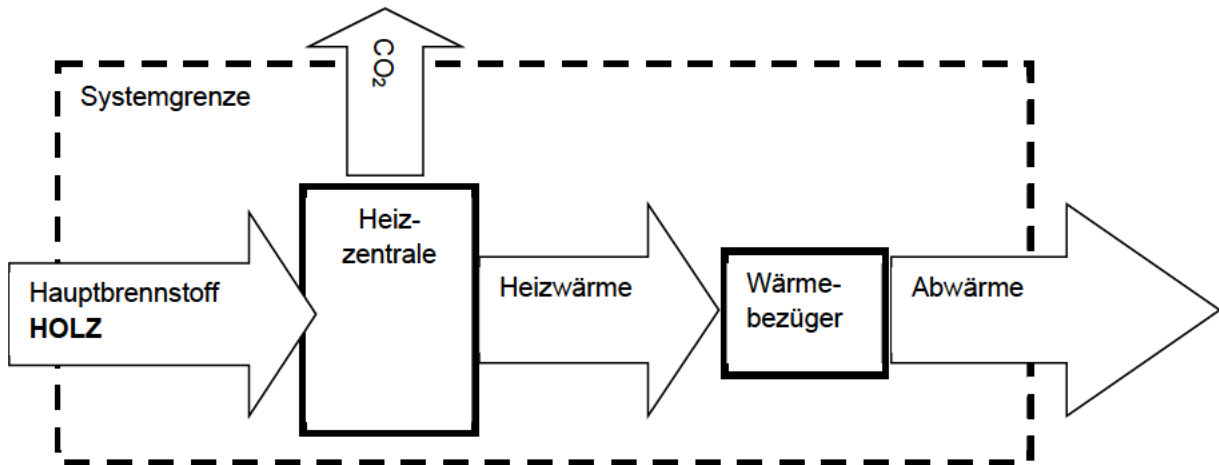 CO₂
Systemgrenze
Heiz-
zentrale
Hauptbrennstoff
HOLZ
Heizwärme
Wärme-
bezüger
Abwärme